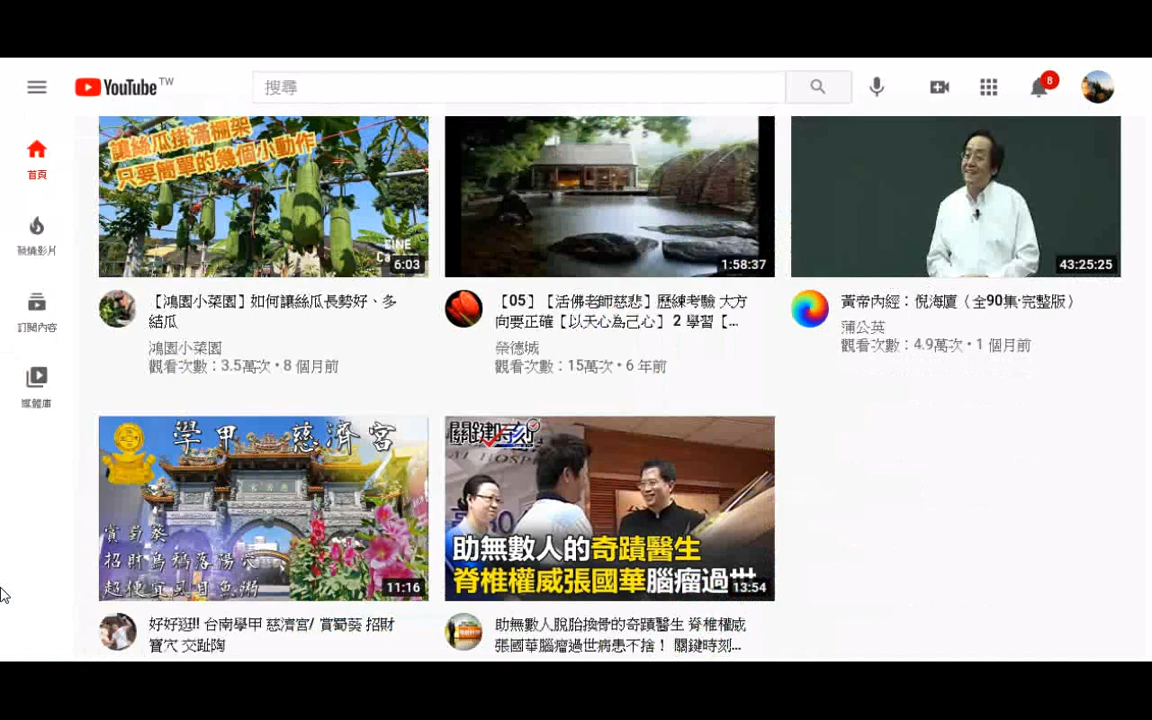 YouTube TW
搜尋
8
首頁
發燒影片
訂閱內容
媒體庫
讓絲瓜掛滿棚架
只要簡單的幾個小動作
6:03
1:58:37
43:25:25
【鴻園小菜園】如何讓絲瓜長勢好、多
結瓜
鴻園小菜園
觀看次數：3.5萬次 • 8 個月前
【05】【活佛老師慈悲】歷練考驗 大方
向要正確【以天心為己心】2 學習【...
榮德城
觀看次數：15萬次 • 6 年前
黃帝內經：倪海廈（全90集·完整版）
蒲公英
觀看次數：4.9萬次 • 1 個月前
學甲 慈濟宮
賞蜀葵
招財
11:16
關鍵時刻
助無數人的奇蹟醫生
脊椎權威張國華腦瘤過世
13:54
好好逛!! 台南學甲 慈濟宮/ 賞蜀葵 招財
寶穴 交趾陶
助無數人脫胎換骨的奇蹟醫生 脊椎權威
張國華腦瘤過世病患不捨！ 關鍵時刻...